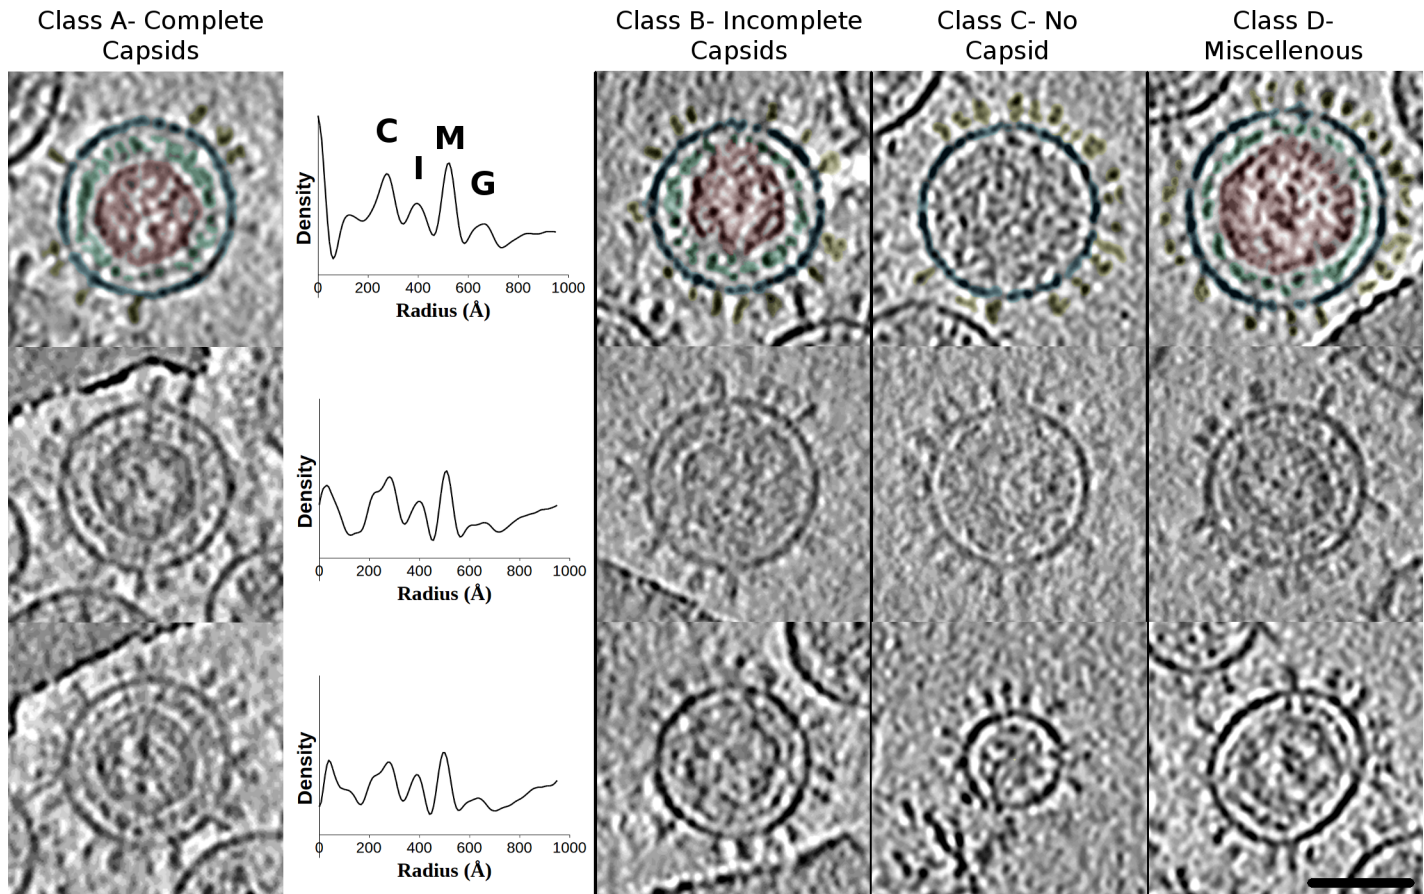 Class A- Complete
Capsids
Class B- Incomplete
Capsids
Class C- No
Capsid
Class D-
Miscellenous
C
M
I
G
Density
0 200 400 600 800 1000
Radius (Å)
Density
0 200 400 600 800 1000
Radius (Å)
Density
0 200 400 600 800 1000
Radius (Å)